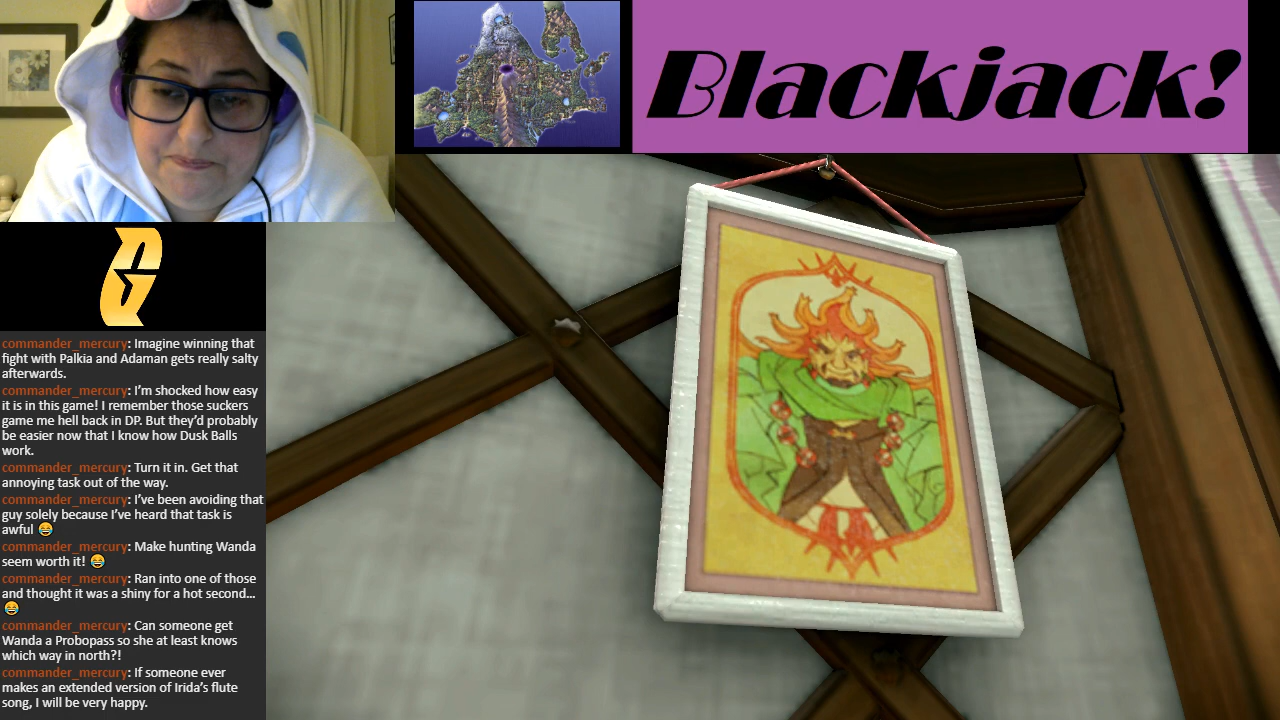 Blackjack!
commander_mercury: Imagine winning that
fight with Palkia and Adaman gets really salty
afterwards.
commander_mercury: I'm shocked how easy
it is in this game! I remember those suckers
game me hell back in DP. But they'd probably
be easier now that I know how Dusk Balls
work.
commander_mercury: Turn it in. Get that
annoying task out of the way.
commander_mercury: I've been avoiding that
guy solely because I've heard that task is
awful 😂
commander_mercury: Make hunting Wanda
seem worth it! 😂
commander_mercury: Ran into one of those
and thought it was a shiny for a hot second...
😂
commander_mercury: Can someone get
Wanda a Probopass so she at least knows
which way in north?!
commander_mercury: If someone ever
makes an extended version of Irida's flute
song, I will be very happy.